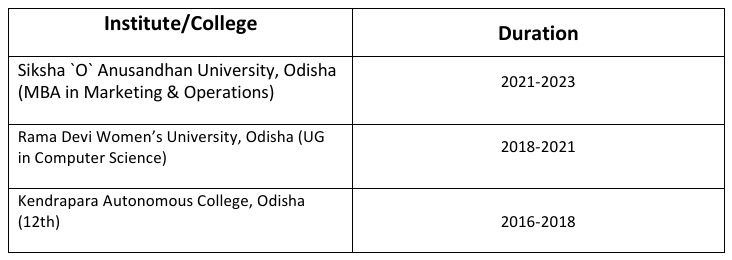 Institute/College
Duration
Siksha `O` Anusandhan University, Odisha
(MBA in Marketing & Operations)
2021-2023
Rama Devi Women’s University, Odisha (UG
in Computer Science)
2018-2021
Kendrapara Autonomous College, Odisha
(12th)
2016-2018